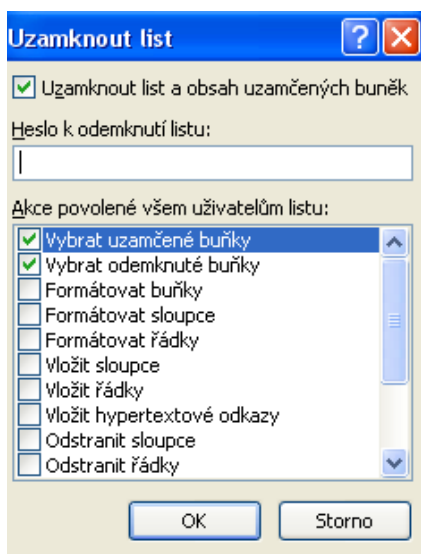 Uzamknout list
Uzamknout list a obsah uzamčených buněk
Heslo k odemknutí listu:
Akce povolené všem uživatelům listu:
Vybrat uzamčené buňky
Vybrat odemknuté buňky
Formátovat buňky
Formátovat sloupce
Formátovat řádky
Vložit sloupce
Vložit řádky
Vložit hypertextové odkazy
Odstranit sloupce
Odstranit řádky
OK Storno